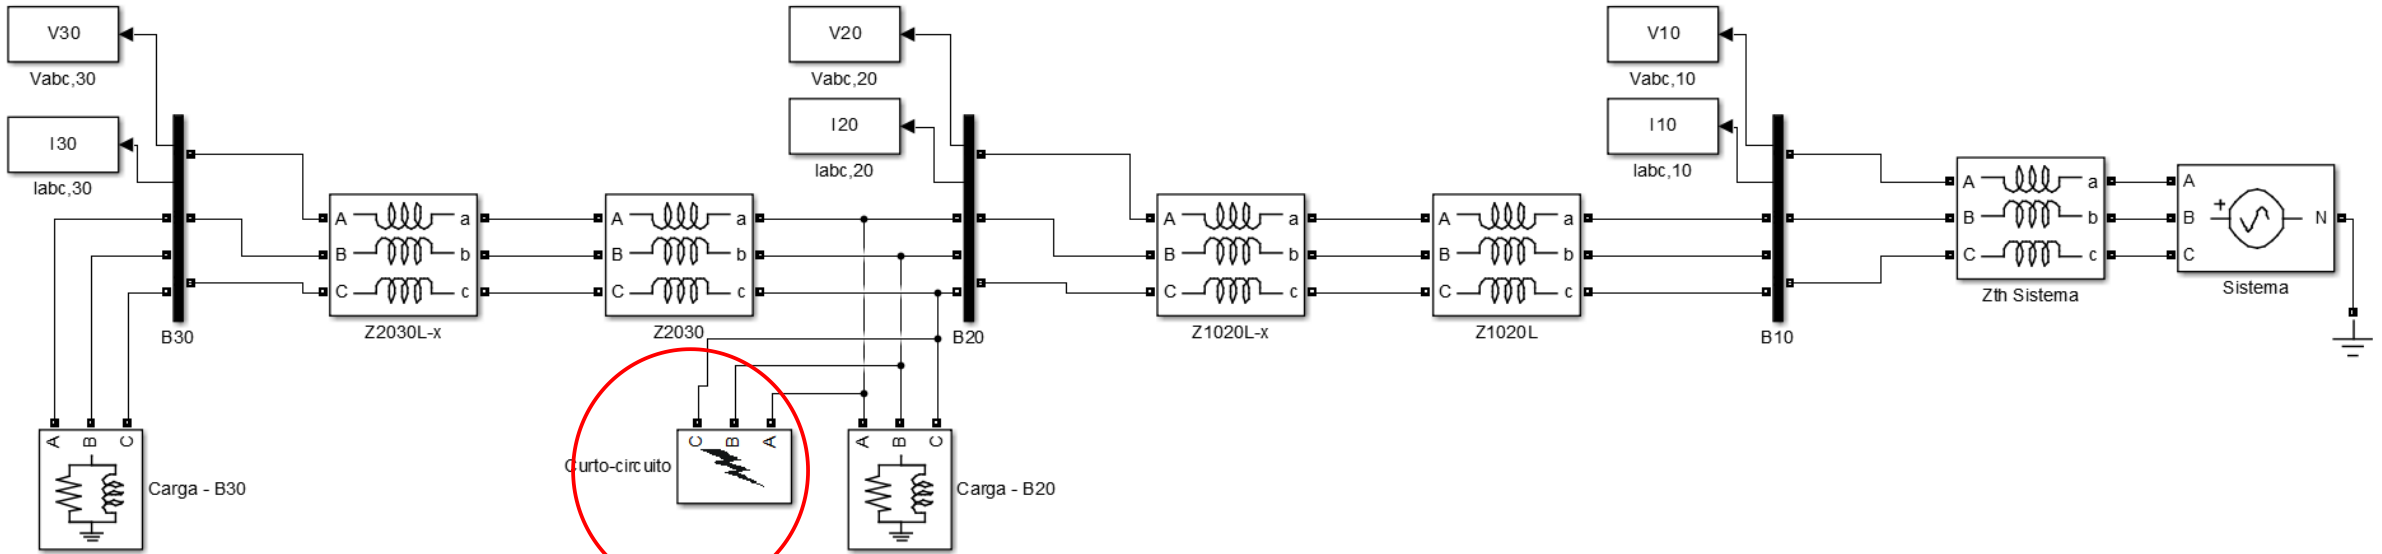 V30
Vabc,30
I30
Iabc,30
V20
Vabc,20
I20
Iabc,20
V10
Vabc,10
I10
Iabc,10
A a
B b
C c
Z2030L-x
A a
B b
C c
Z2030
A a
B b
C c
Z1020L-x
A a
B b
C c
Z1020L
A a
B b
C c
Zth Sistema
A
B
C
+
N
Sistema
B30
B20
B10
A B C
Carga - B30
C B A
Curto-circuito
A B C
Carga - B20